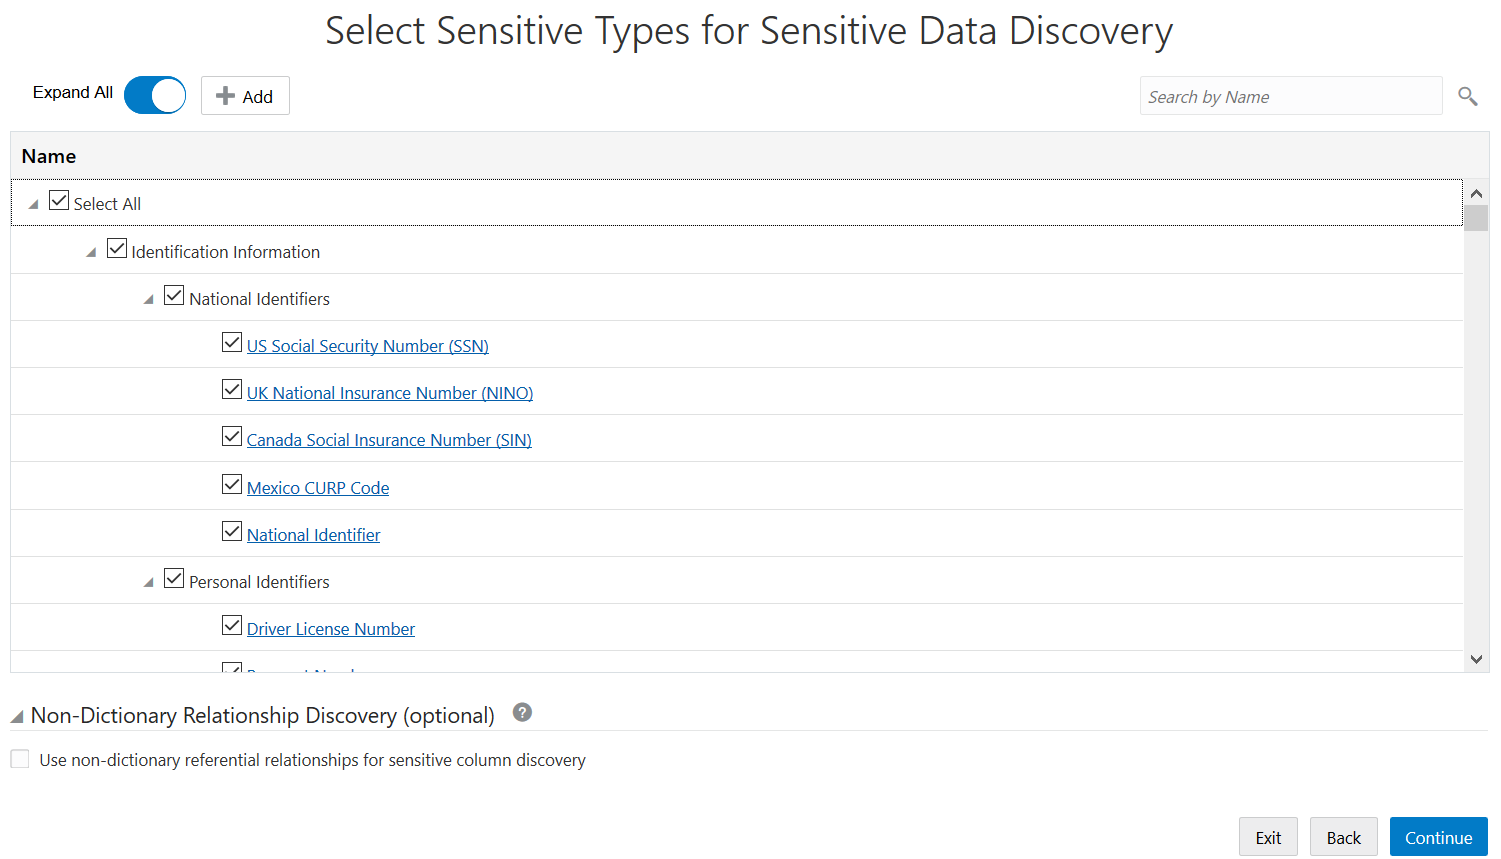 Select Sensitive Types for Sensitive Data Discovery
Expand All
Add
Search by Name
Name
Select All
Identification Information
National Identifiers
US Social Security Number (SSN)
UK National Insurance Number (NINO)
Canada Social Insurance Number (SIN)
Mexico CURP Code
National Identifier
Personal Identifiers
Driver License Number
Non-Dictionary Relationship Discovery (optional) ?
Use non-dictionary referential relationships for sensitive column discovery
Exit Back Continue